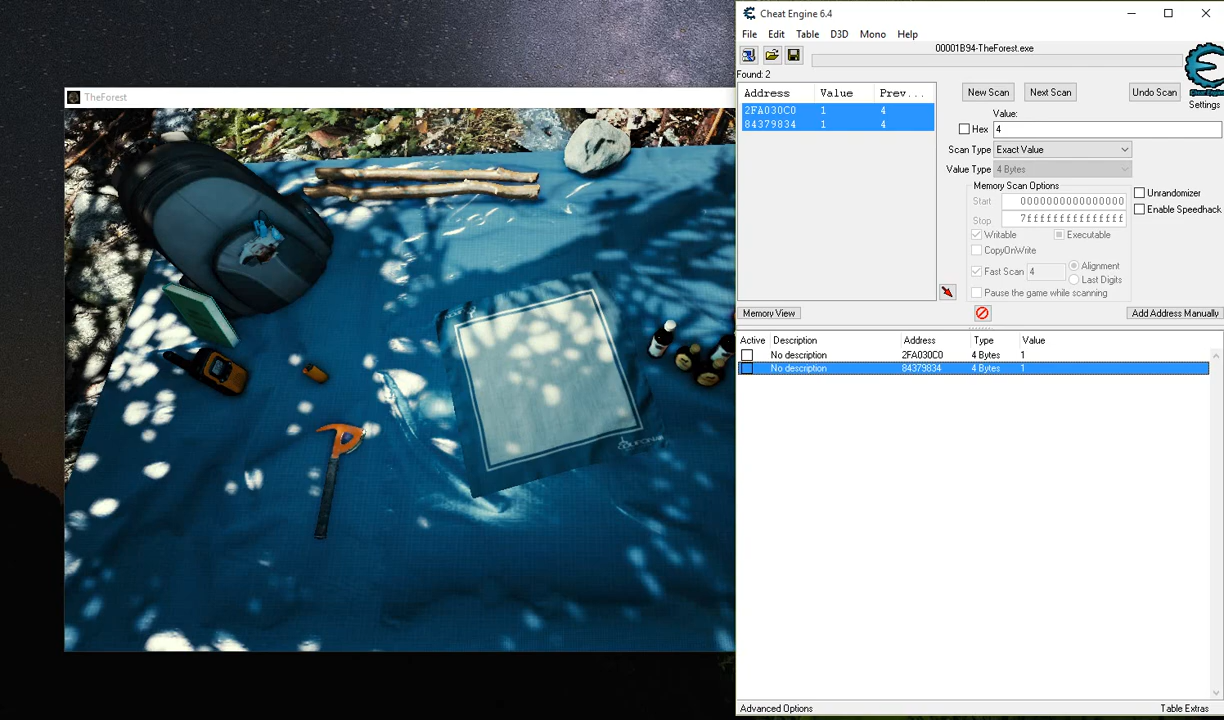 TheForest
Cheat Engine 6.4
File Edit Table D3D Mono Help
00001B94-TheForest.exe
Found: 2
Address Value Prev...
2FA030C0 1 4
84379834 1 4
New Scan Next Scan Undo Scan
Settings
Value:
Hex 4
Scan Type Exact Value
Value Type 4 Bytes
Memory Scan Options
Start 0000000000000000
Stop 7fffffffffffffff
Writable Executable
CopyOnWrite
Fast Scan 4 Alignment
Last Digits
Pause the game while scanning
Unrandomizer
Enable Speedhack
Memory View Add Address Manually
Active Description Address Type Value
No description 2FA030C0 4 Bytes 1
No description 84379834 4 Bytes 1
Advanced Options Table Extras